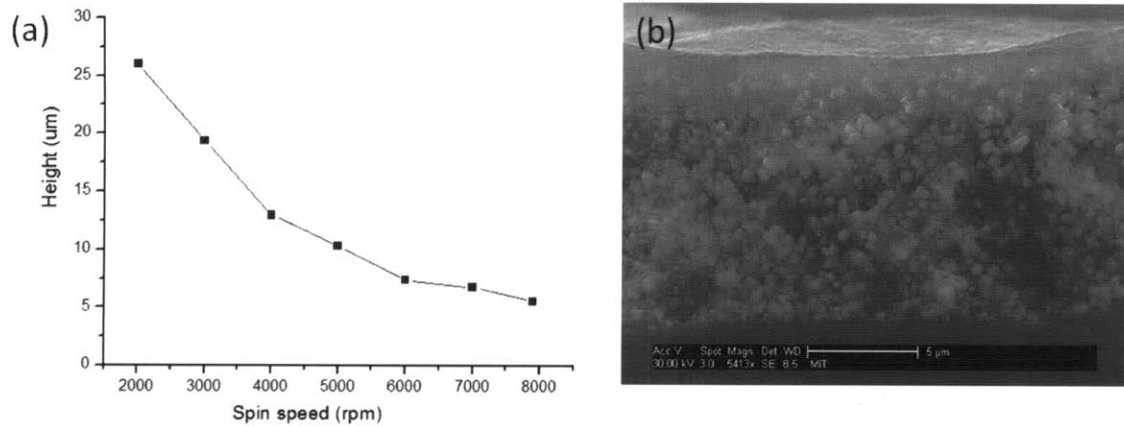 (a)
30
25
20
15
10
5
0
Height (um)
2000 3000 4000 5000 6000 7000 8000
Spin speed (rpm)
(b)
Acc.V Spot Magn Det WD 5 µm
30.00 kV 3.0 5413x SE 8.5 MIT